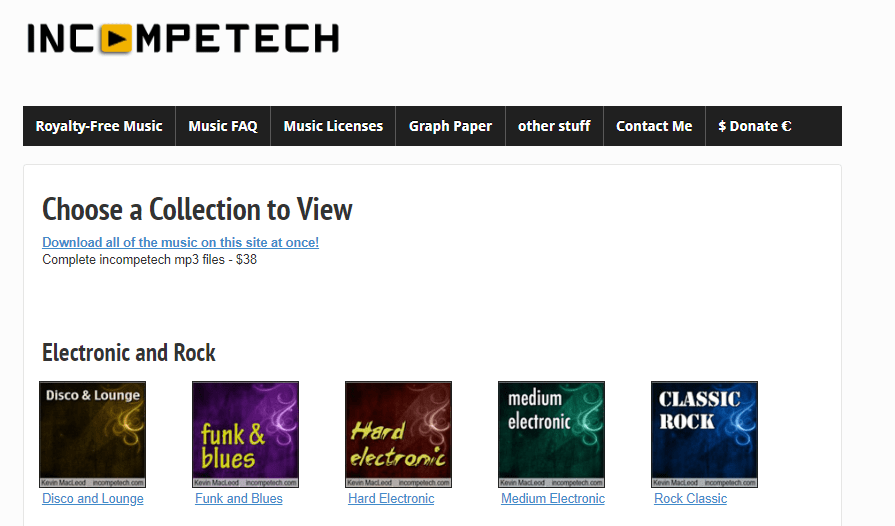 INCOMPETECH
Royalty-Free Music Music FAQ Music Licenses Graph Paper other stuff Contact Me $ Donate €
Choose a Collection to View
Download all of the music on this site at once!
Complete incompetech mp3 files - $38
Electronic and Rock
Disco & Lounge
Kevin MacLeod incompetech.com
Disco and Lounge
funk &
blues
Kevin MacLeod incompetech.com
Funk and Blues
Hard
electronic
Kevin MacLeod incompetech.com
Hard Electronic
medium
electronic
Kevin MacLeod incompetech.com
Medium Electronic
CLASSIC
ROCK
Kevin MacLeod incompetech.com
Rock Classic